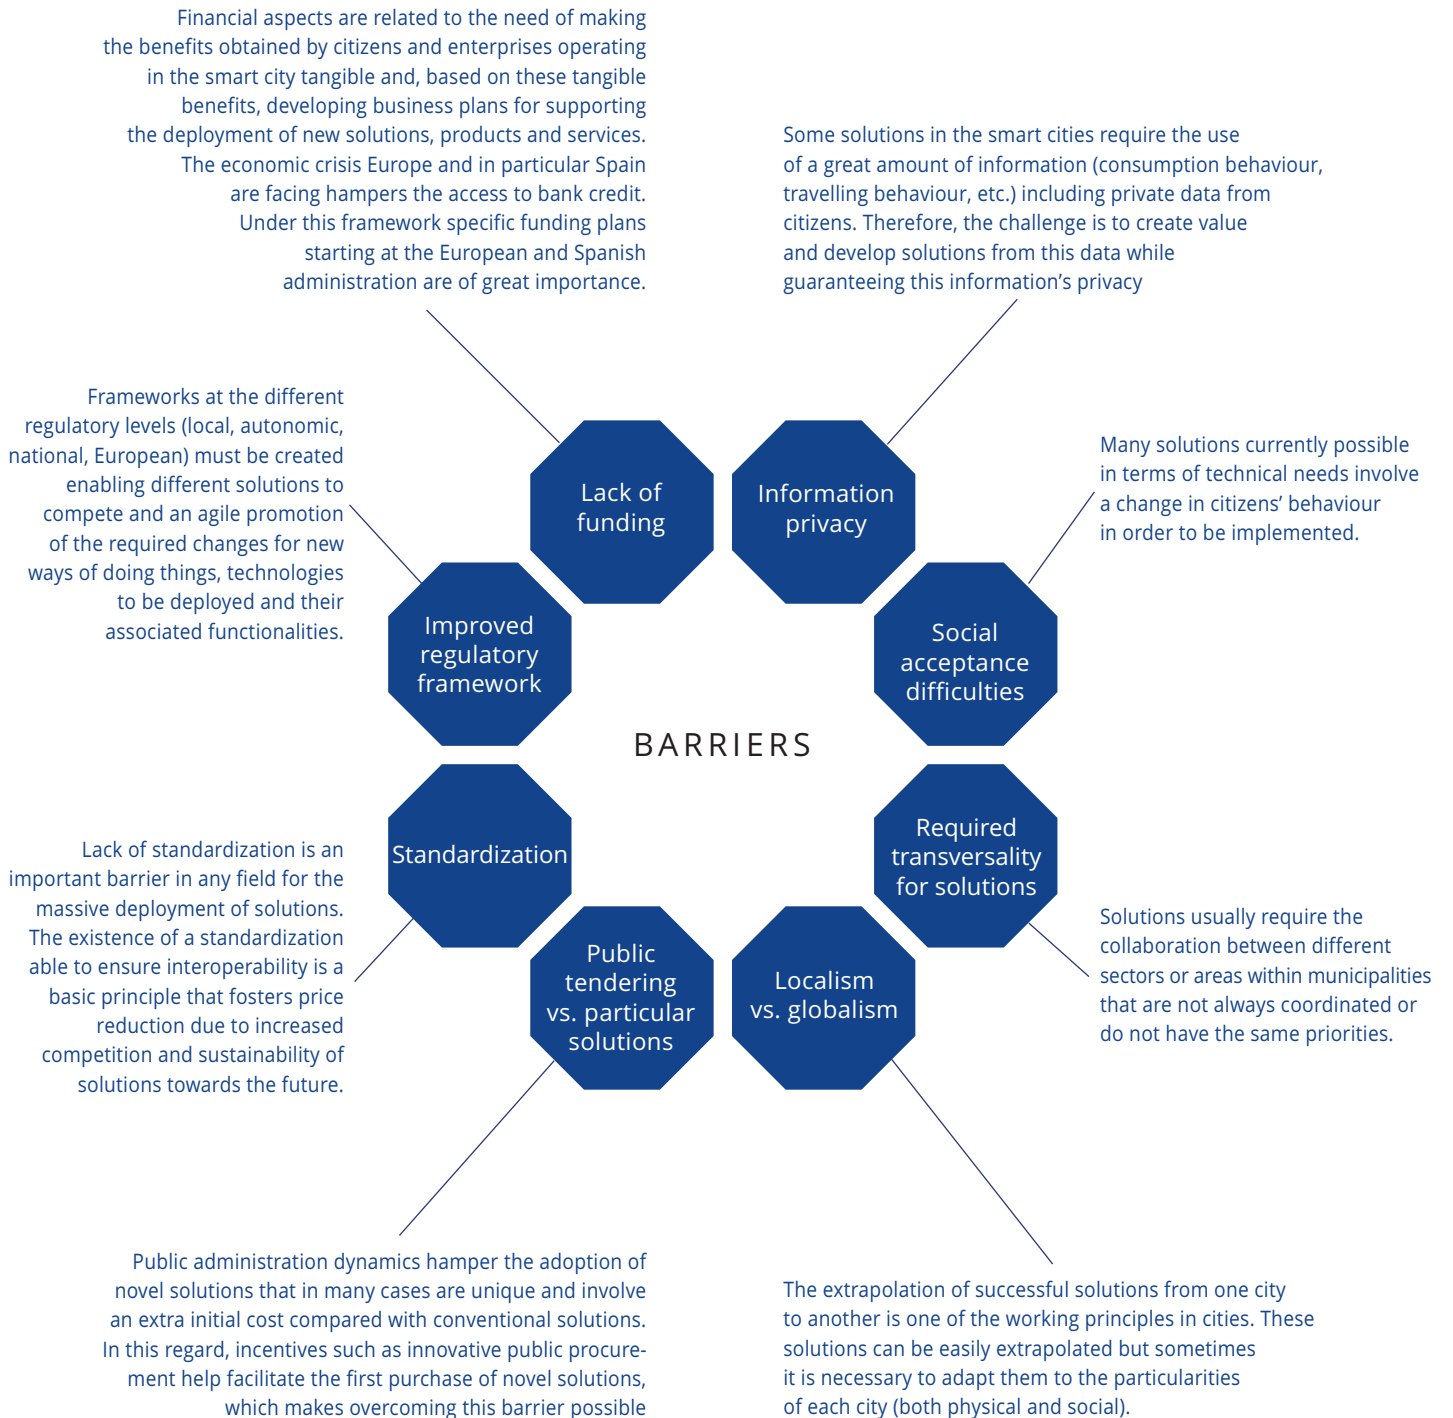 Financial aspects are related to the need of making
the benefits obtained by citizens and enterprises operating
in the smart city tangible and, based on these tangible
benefits, developing business plans for supporting
the deployment of new solutions, products and services.
The economic crisis Europe and in particular Spain
are facing hampers the access to bank credit.
Under this framework specific funding plans
starting at the European and Spanish
administration are of great importance.
Some solutions in the smart cities require the use
of a great amount of information (consumption behaviour,
travelling behaviour, etc.) including private data from
citizens. Therefore, the challenge is to create value
and develop solutions from this data while
guaranteeing this information’s privacy
Frameworks at the different
regulatory levels (local, autonomic,
national, European) must be created
enabling different solutions to
compete and an agile promotion
of the required changes for new
ways of doing things, technologies
to be deployed and their
associated functionalities.
Many solutions currently possible
in terms of technical needs involve
a change in citizens’ behaviour
in order to be implemented.
Lack of
funding
Information
privacy
Improved
regulatory
framework
Social
acceptance
difficulties
BARRIERS
Standardization
Required
transversality
for solutions
Public
tendering
vs. particular
solutions
Localism
vs. globalism
Lack of standardization is an
important barrier in any field for the
massive deployment of solutions.
The existence of a standardization
able to ensure interoperability is a
basic principle that fosters price
reduction due to increased
competition and sustainability of
solutions towards the future.
Solutions usually require the
collaboration between different
sectors or areas within municipalities
that are not always coordinated or
do not have the same priorities.
Public administration dynamics hamper the adoption of
novel solutions that in many cases are unique and involve
an extra initial cost compared with conventional solutions.
In this regard, incentives such as innovative public procure-
ment help facilitate the first purchase of novel solutions,
which makes overcoming this barrier possible
The extrapolation of successful solutions from one city
to another is one of the working principles in cities. These
solutions can be easily extrapolated but sometimes
it is necessary to adapt them to the particularities
of each city (both physical and social).